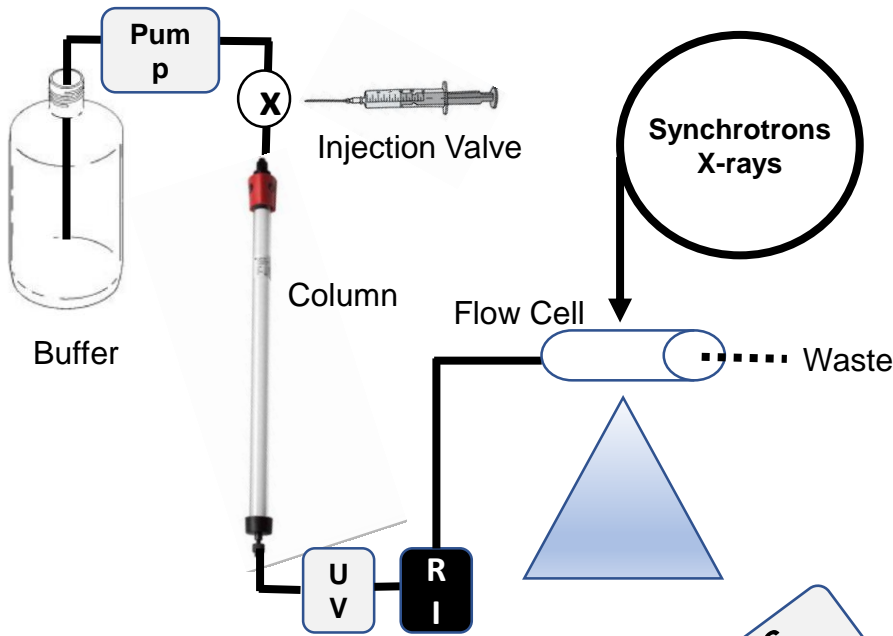 Pum
p
X
Injection Valve
Synchrotrons
X-rays
Column
Flow Cell
Buffer
Waste
U
V
R
I